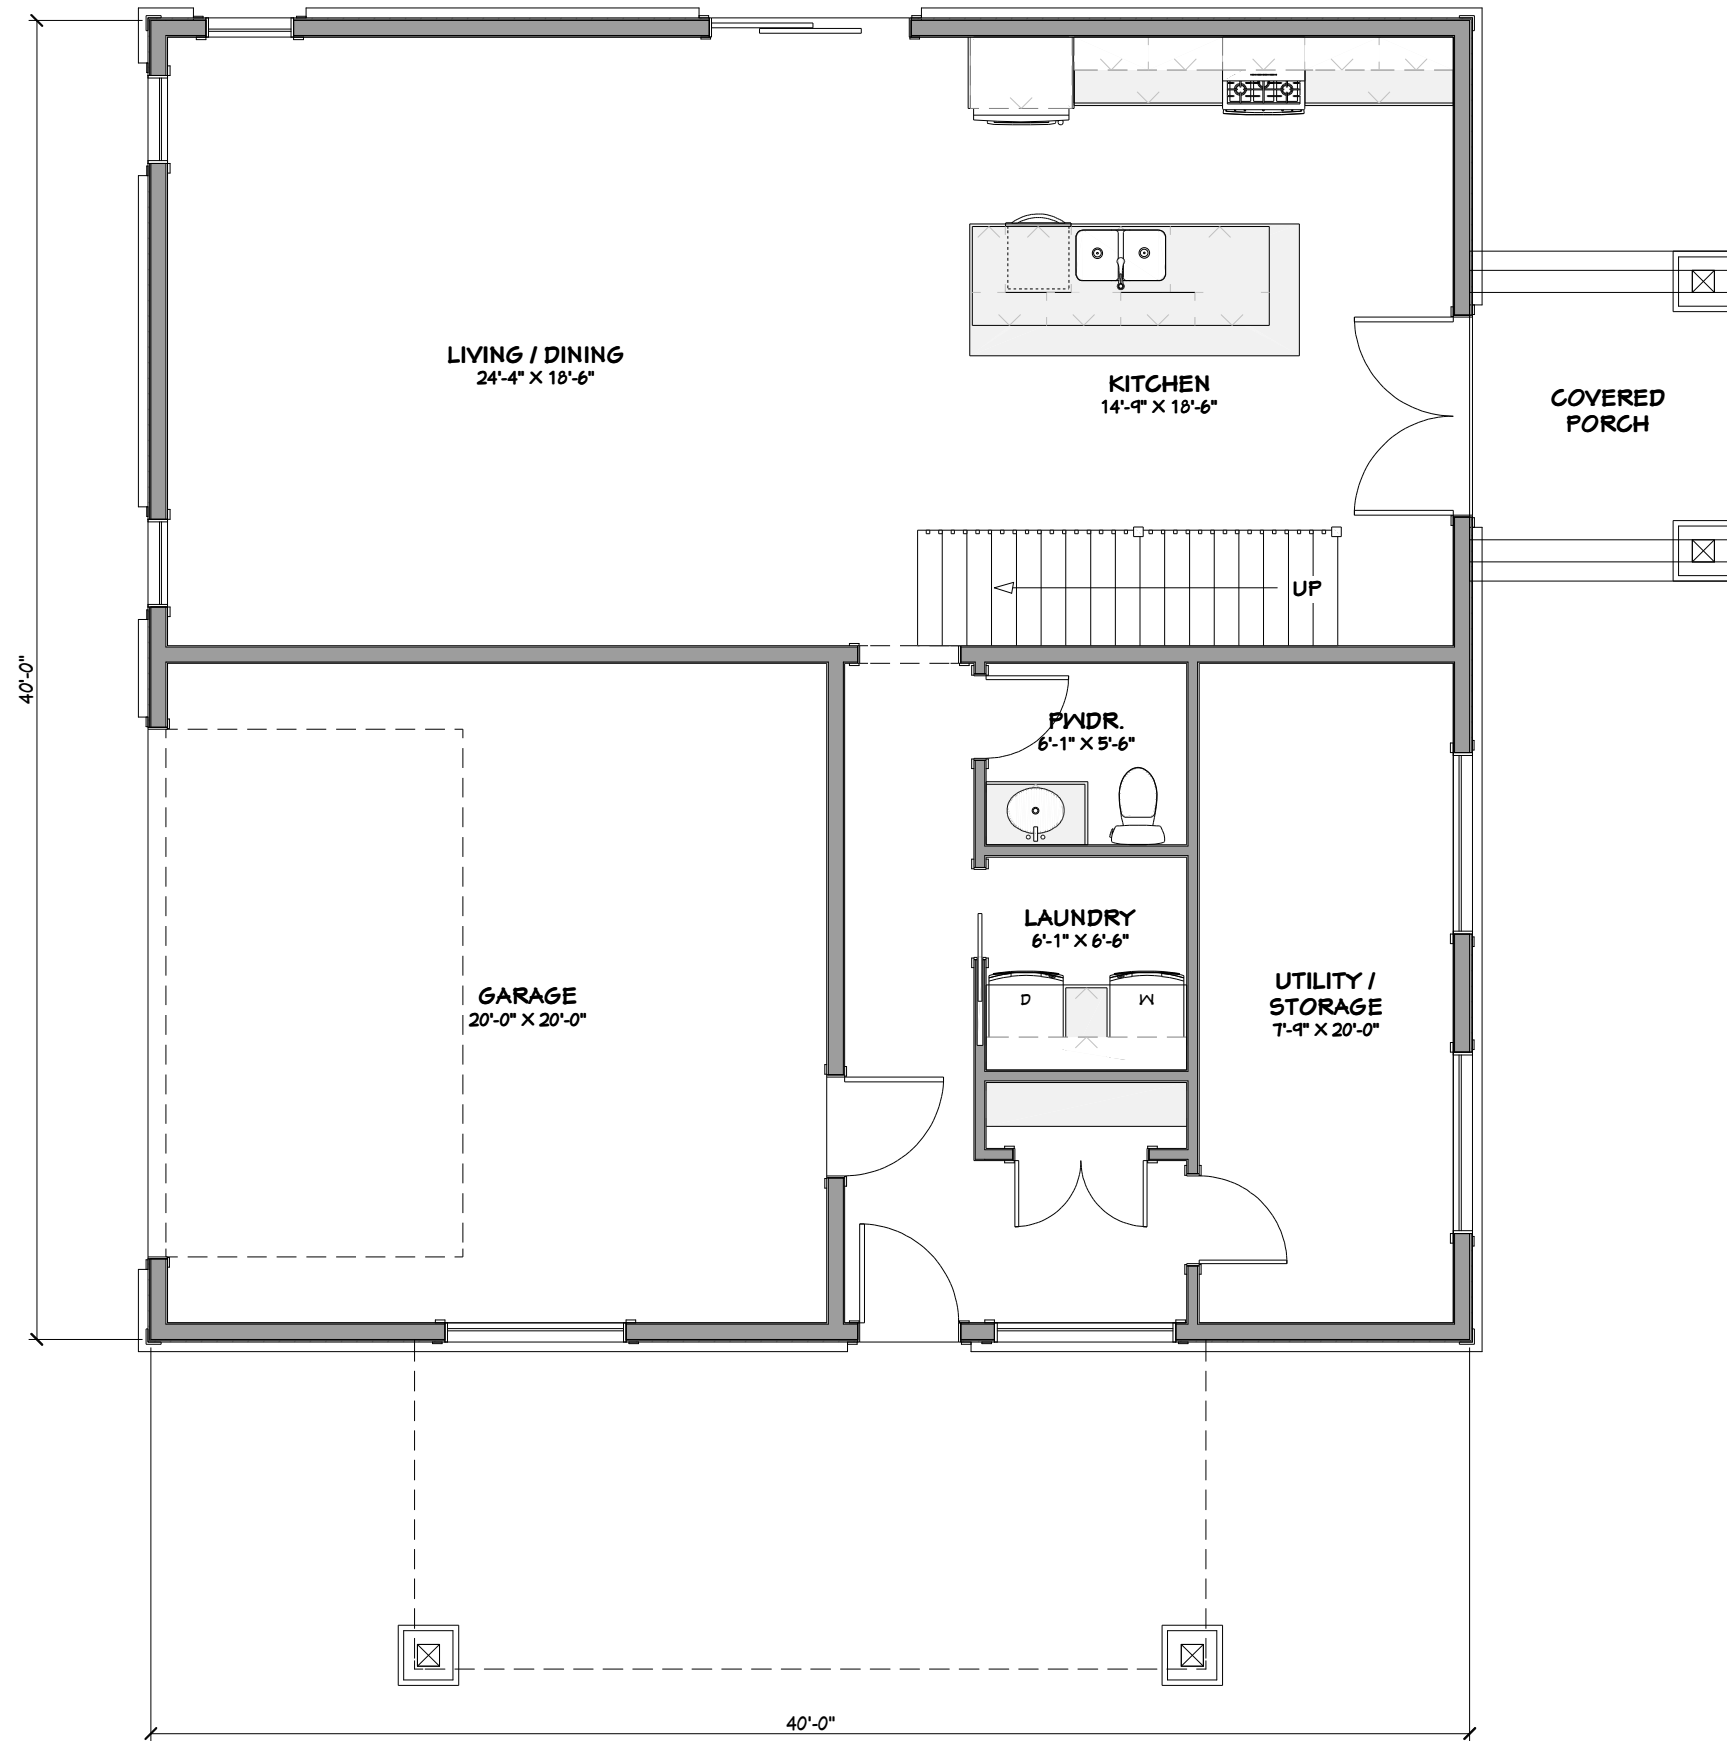 LIVING / DINING
24'-4" X 18'-6"
KITCHEN
14'-9" X 18'-6"
COVERED
PORCH
UP
40'-0"
PWDR.
6'-1" X 5'-6"
LAUNDRY
6'-1" X 6'-6"
D
W
GARAGE
20'-0" X 20'-0"
UTILITY /
STORAGE
7'-9" X 20'-0"
40'-0"